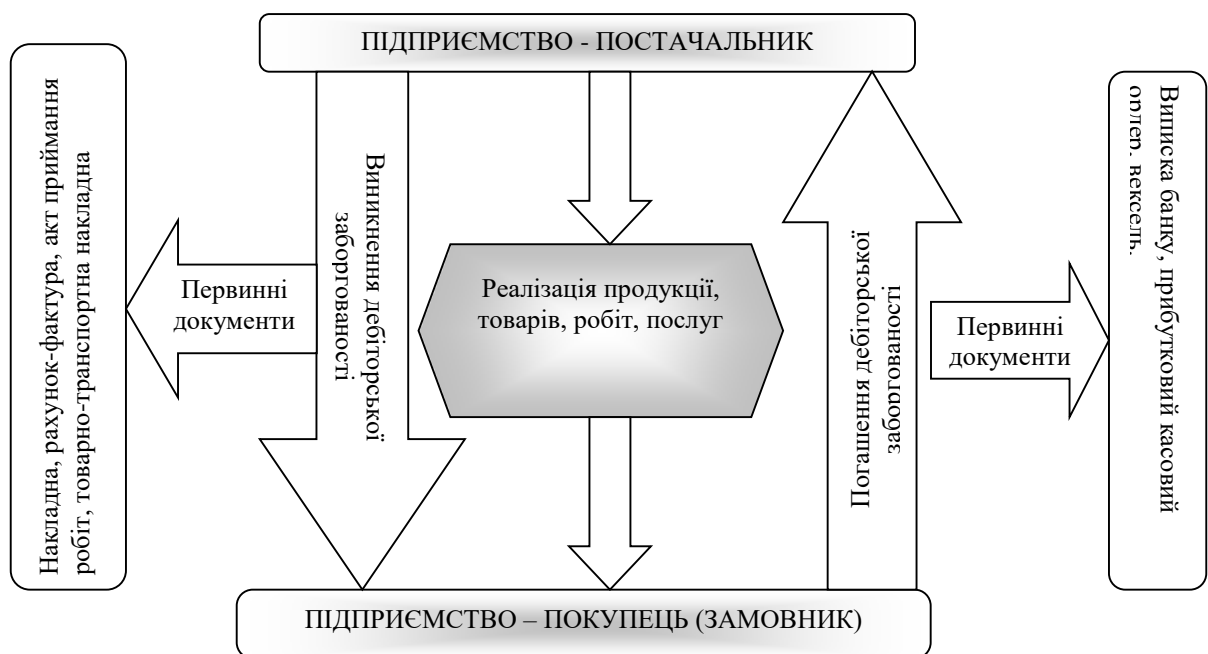 ПІДПРИЄМСТВО - ПОСТАЧАЛЬНИК
Накладна, рахунок-фактура, акт приймання
робіт, товарно-транспортна накладна
Первинні
документи
Виникнення дебіторської
заборгованості
Реалізація продукції,
товарів, робіт, послуг
Погашення дебіторської
заборгованості
Первинні
документи
Виписка банку, прибутковий касовий
ордер, вексель.
ПІДПРИЄМСТВО – ПОКУПЕЦЬ (ЗАМОВНИК)